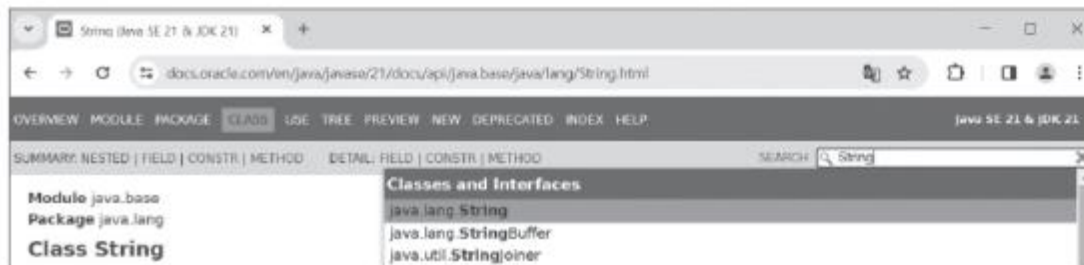 String (Java SE 21 & JDK 21)
docs.oracle.com/en/java/javase/21/docs/api/java.base/java/lang/String.html
OVERVIEW MODULE PACKAGE CLASS USE TREE PREVIEW NEW DEPRECATED INDEX HELP
Java SE 21 & JDK 21
SUMMARY: NESTED | FIELD | CONSTR | METHOD DETAIL: FIELD | CONSTR | METHOD
SEARCH String
Module java.base
Package java.lang
Class String
Classes and Interfaces
java.lang.String
java.lang.StringBuffer
java.util.StringJoiner